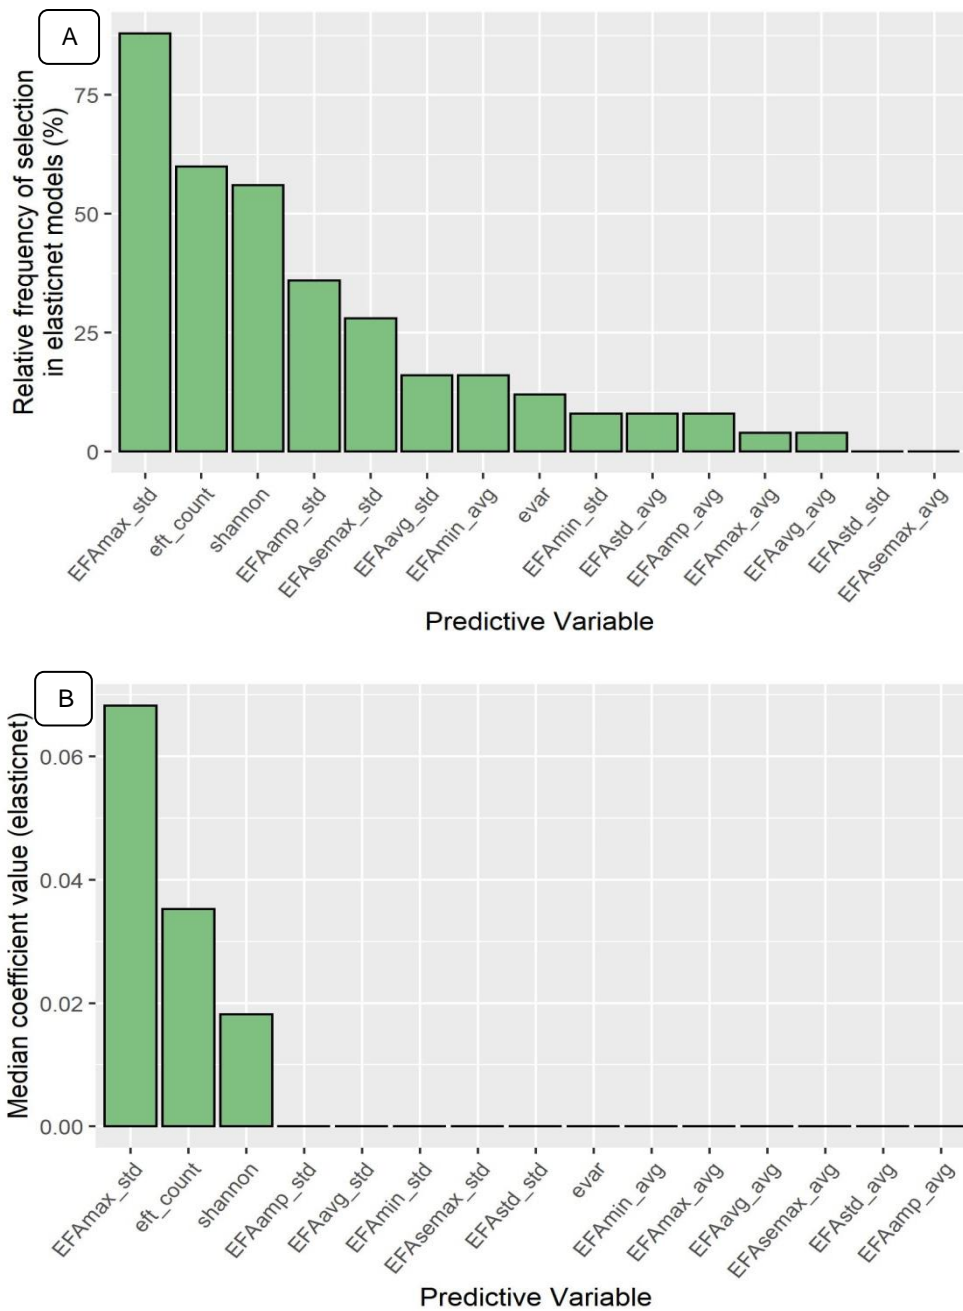 A
Relative frequency of selection
in elasticnet models (%)
75
50
25
0
EFAmax_std
eft_count
shannon
EFAamp_std
EFAsemax_std
EFAavg_std
EFAmin_avg
evar
EFAmin_std
EFAstd_avg
EFAamp_avg
EFAmax_avg
EFAavg_avg
EFAstd_std
EFAsemax_avg
Predictive Variable
B
Median coefficient value (elasticnet)
0.06
0.04
0.02
0.00
EFAmax_std
eft_count
shannon
EFAamp_std
EFAavg_std
EFAmin_std
EFAsemax_std
EFAstd_std
evar
EFAmin_avg
EFAmax_avg
EFAavg_avg
EFAsemax_avg
EFAstd_avg
EFAamp_avg
Predictive Variable